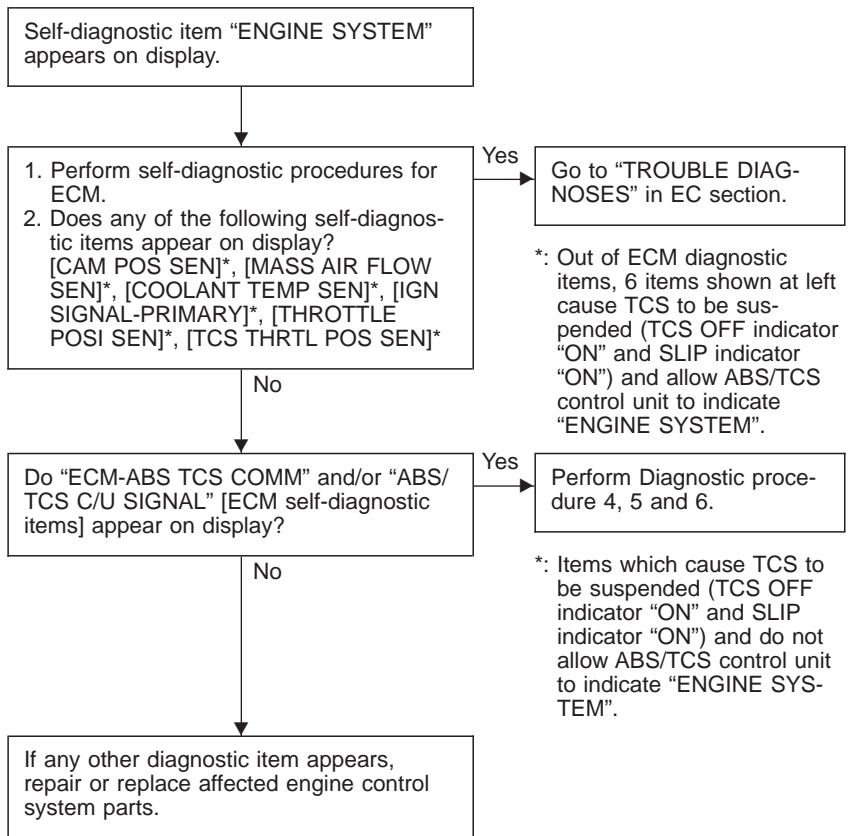 Self-diagnostic item “ENGINE SYSTEM”
appears on display.
1. Perform self-diagnostic procedures for
ECM.
2. Does any of the following self-diagnos-
tic items appear on display?
[CAM POS SEN]*, [MASS AIR FLOW
SEN]*, [COOLANT TEMP SEN]*, [IGN
SIGNAL-PRIMARY]*, [THROTTLE
POSI SEN]*, [TCS THRTL POS SEN]*
Yes
Go to “TROUBLE DIAG-
NOSES” in EC section.
*: Out of ECM diagnostic
items, 6 items shown at left
cause TCS to be sus-
pended (TCS OFF indicator
“ON” and SLIP indicator
“ON”) and allow ABS/TCS
control unit to indicate
“ENGINE SYSTEM”.
No
Do “ECM-ABS TCS COMM” and/or “ABS/
TCS C/U SIGNAL” [ECM self-diagnostic
items] appear on display?
Yes
Perform Diagnostic proce-
dure 4, 5 and 6.
*: Items which cause TCS to
be suspended (TCS OFF
indicator “ON” and SLIP
indicator “ON”) and do not
allow ABS/TCS control unit
to indicate “ENGINE SYS-
TEM”.
No
If any other diagnostic item appears,
repair or replace affected engine control
system parts.